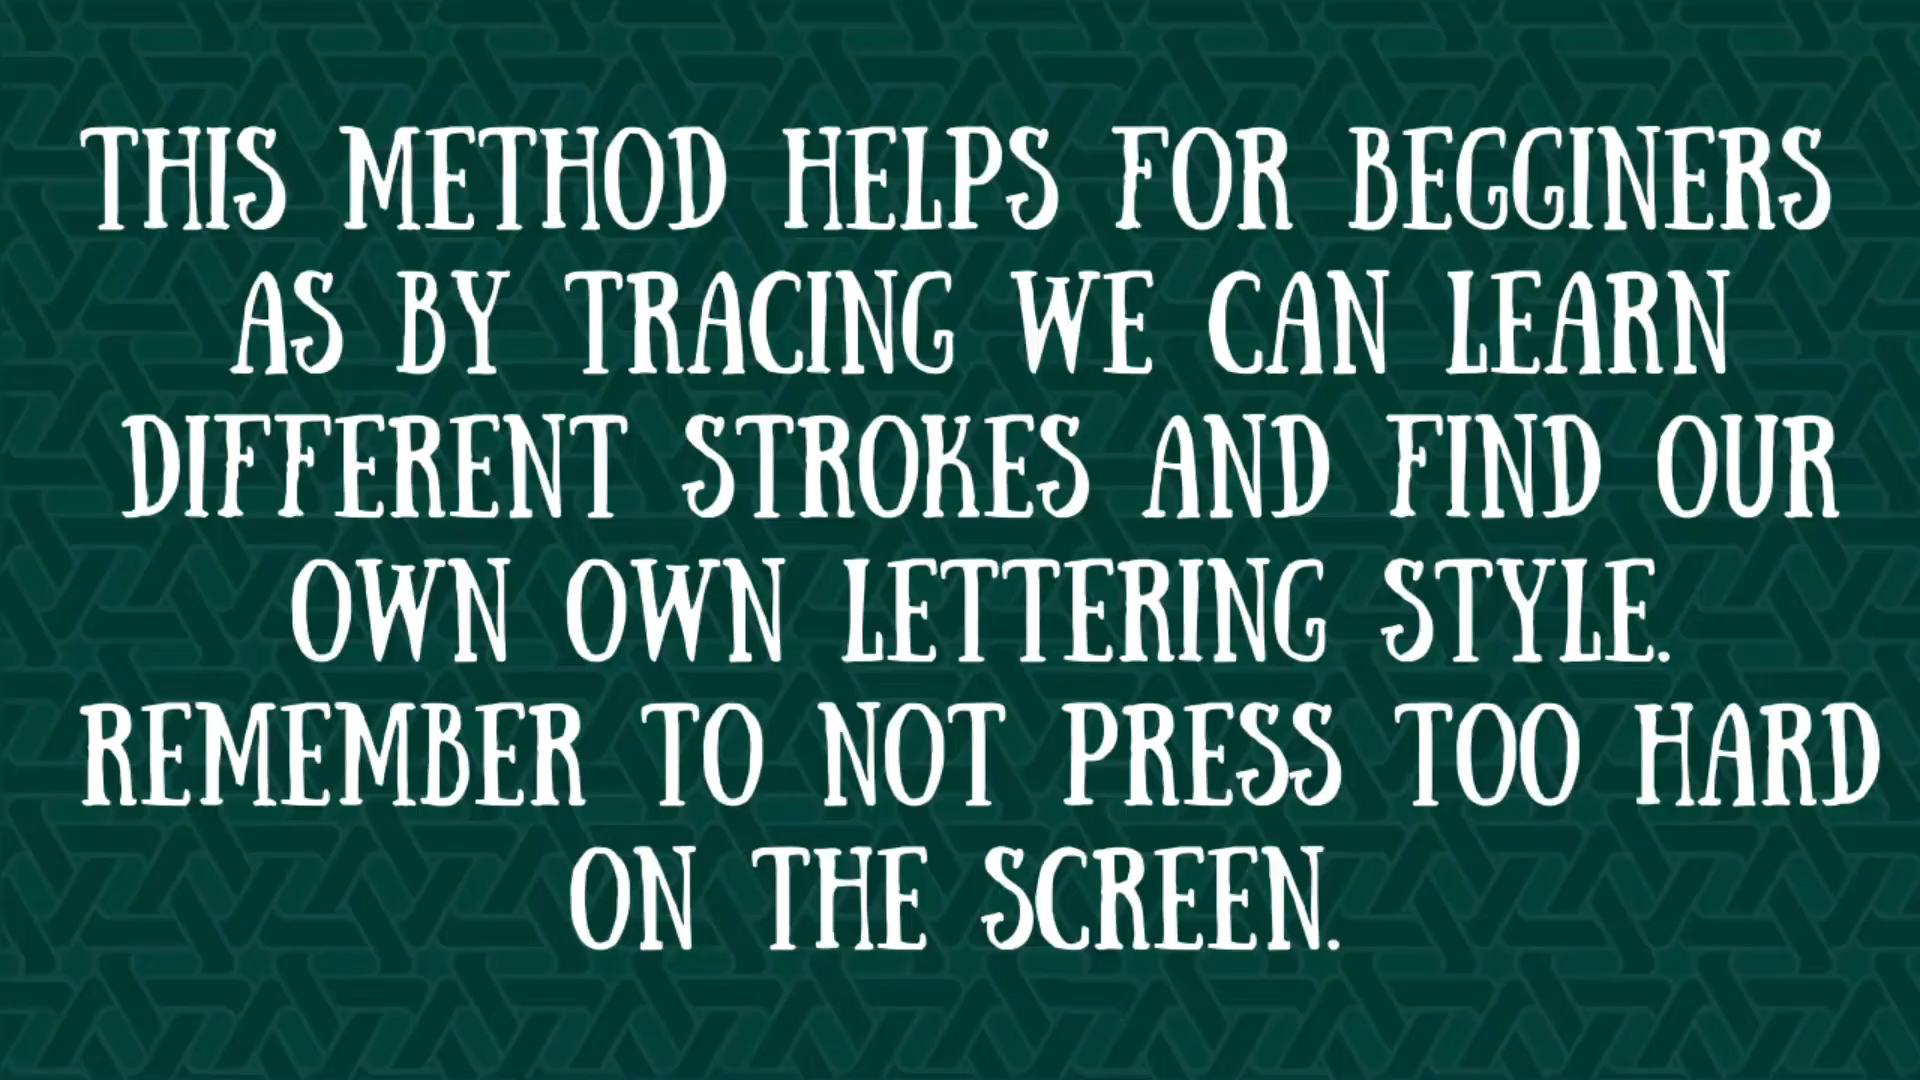 THIS METHOD HELPS FOR BEGGINERS
AS BY TRACING WE CAN LEARN
DIFFERENT STROKES AND FIND OUR
OWN OWN LETTERING STYLE.
REMEMBER TO NOT PRESS TOO HARD
ON THE SCREEN.